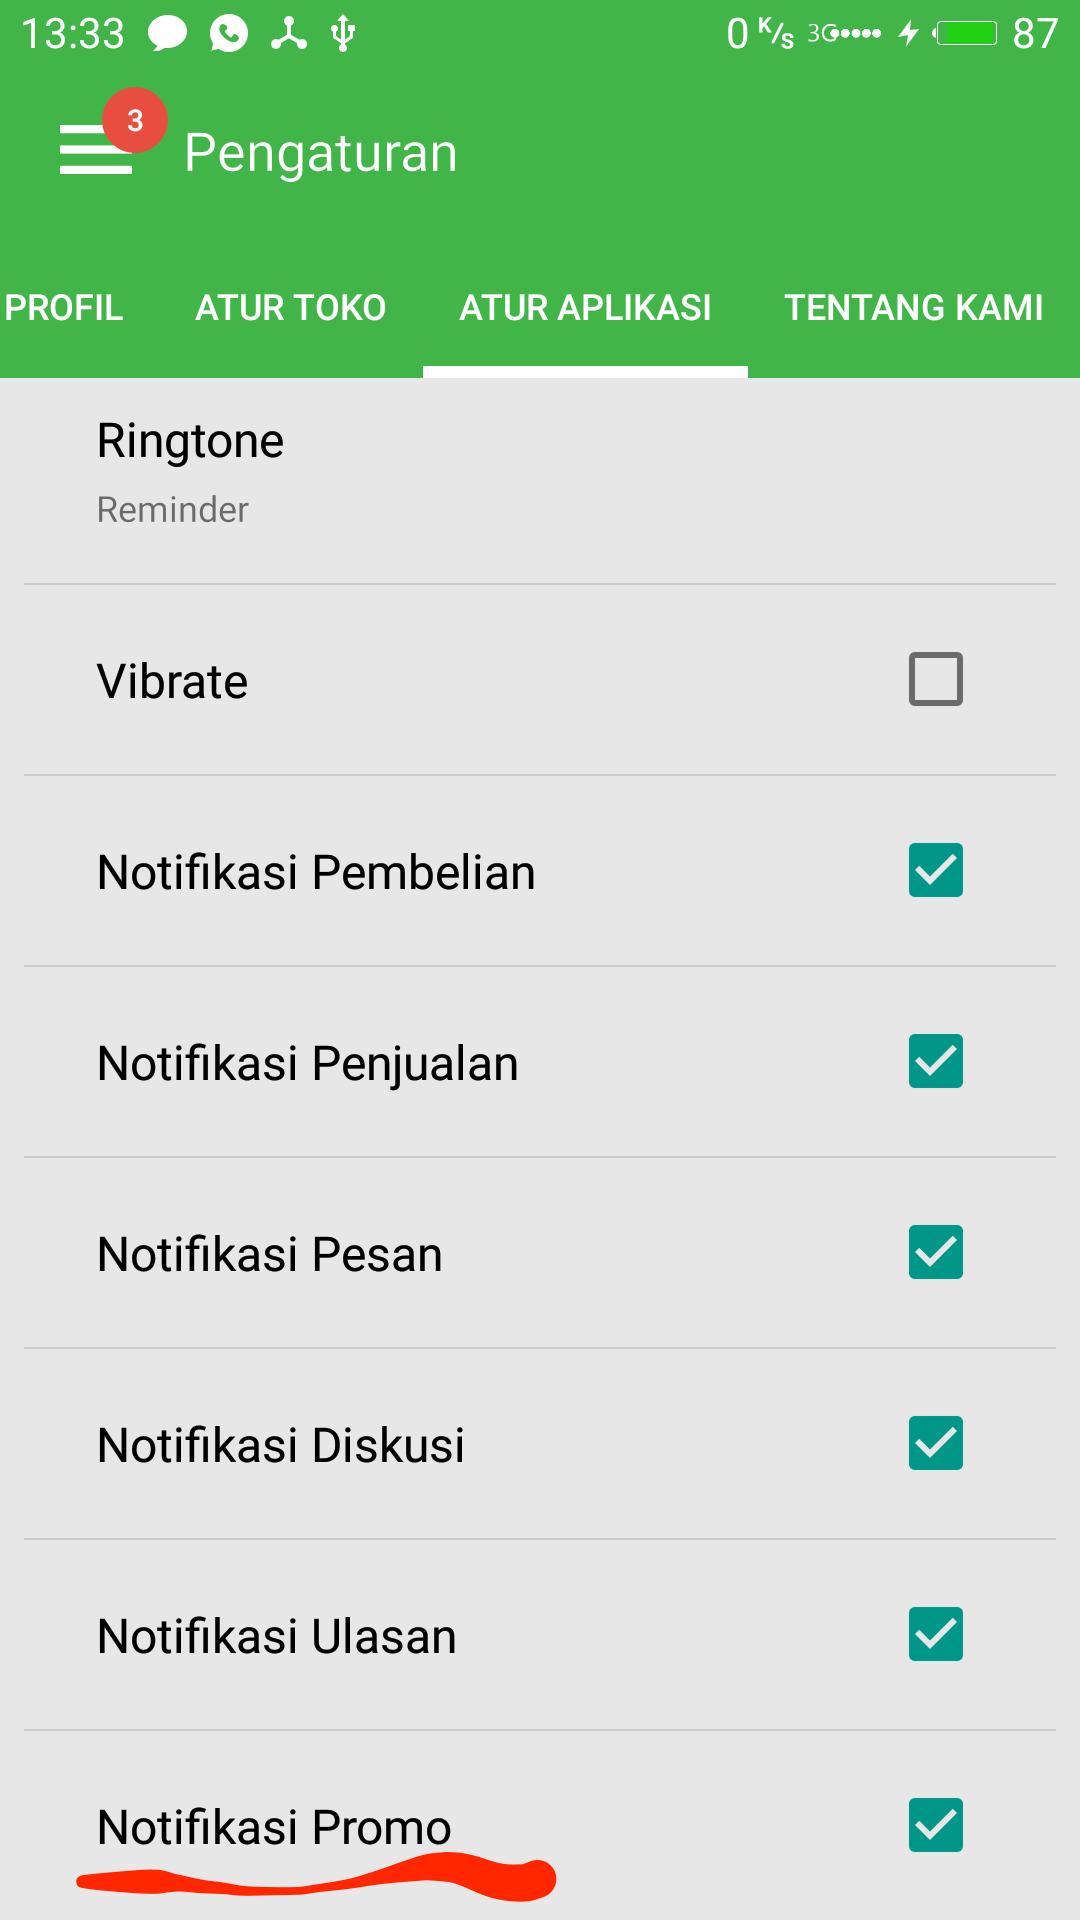 13:33 0 K/s 3G 87
3
Pengaturan
PROFIL ATUR TOKO ATUR APLIKASI TENTANG KAMI
Ringtone
Reminder
Vibrate
Notifikasi Pembelian
Notifikasi Penjualan
Notifikasi Pesan
Notifikasi Diskusi
Notifikasi Ulasan
Notifikasi Promo